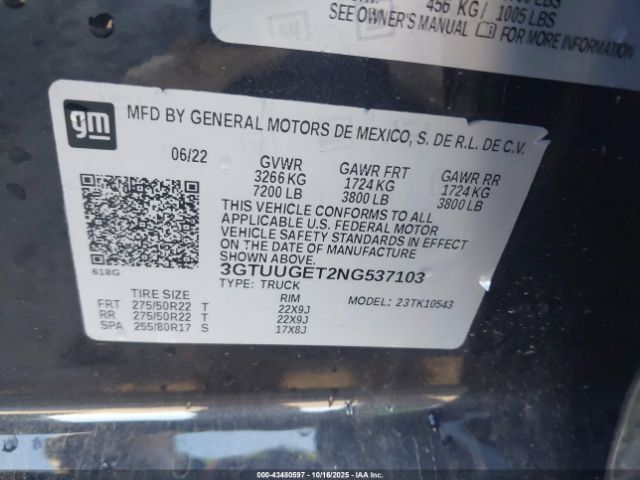 456 KG / 1005 LBS
SEE OWNER'S MANUAL FOR MORE INFORMATION
gm
MFD BY GENERAL MOTORS DE MEXICO, S. DE R.L. DE C.V.
06/22 GVWR GAWR FRT GAWR RR
3266 KG 1724 KG 1724 KG
7200 LB 3800 LB 3800 LB
THIS VEHICLE CONFORMS TO ALL
APPLICABLE U.S. FEDERAL MOTOR
VEHICLE SAFETY STANDARDS IN EFFECT
ON THE DATE OF MANUFACTURE
SHOWN ABOVE.
618G
3GTUUGET2NG537103
TYPE: TRUCK
TIRE SIZE RIM MODEL: 23TK10543
FRT 275/50R22 T 22X9J
RR 275/50R22 T 22X9J
SPA 255/80R17 S 17X8J
000-43480597 - 10/16/2025 - IAAI.COM